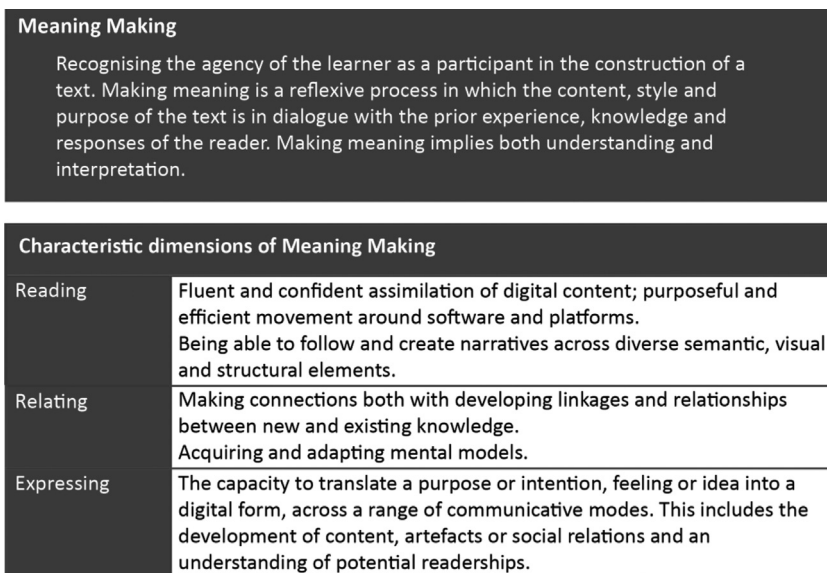 Meaning Making
Recognising the agency of the learner as a participant in the construction of a
text. Making meaning is a reflexive process in which the content, style and
purpose of the text is in dialogue with the prior experience, knowledge and
responses of the reader. Making meaning implies both understanding and
interpretation.
Characteristic dimensions of Meaning Making
Reading
Fluent and confident assimilation of digital content; purposeful and
efficient movement around software and platforms.
Being able to follow and create narratives across diverse semantic, visual
and structural elements.
Relating
Making connections both with developing linkages and relationships
between new and existing knowledge.
Acquiring and adapting mental models.
Expressing
The capacity to translate a purpose or intention, feeling or idea into a
digital form, across a range of communicative modes. This includes the
development of content, artefacts or social relations and an
understanding of potential readerships.